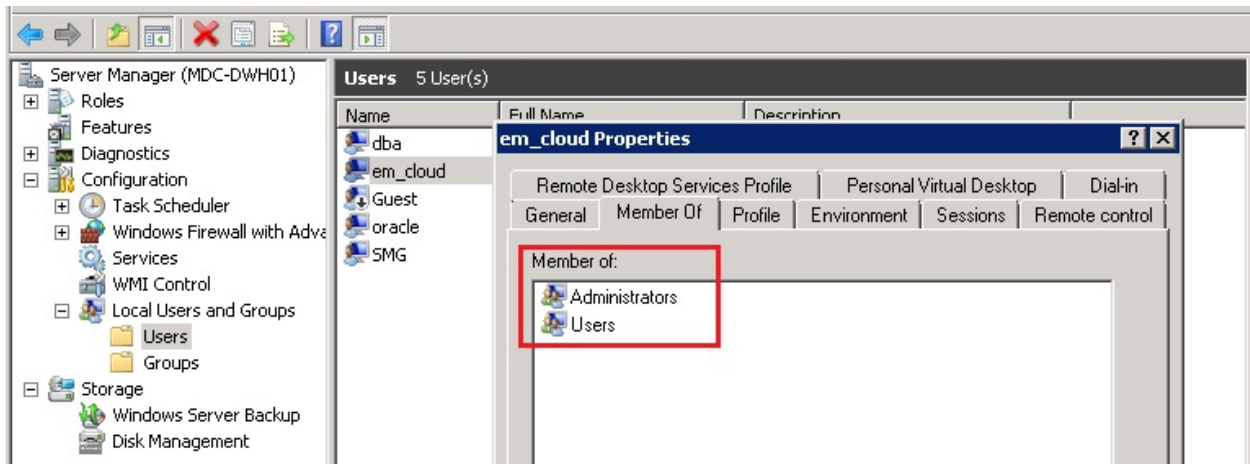 Server Manager (MDC-DWH01)
Roles
Features
Diagnostics
Configuration
Task Scheduler
Windows Firewall with Adva
Services
WMI Control
Local Users and Groups
Users
Groups
Storage
Windows Server Backup
Disk Management
Users 5 User(s)
Name Full Name Description
dba
em_cloud
Guest
oracle
SMG
em_cloud Properties
Remote Desktop Services Profile Personal Virtual Desktop Dial-in
General Member Of Profile Environment Sessions Remote control
Member of:
Administrators
Users